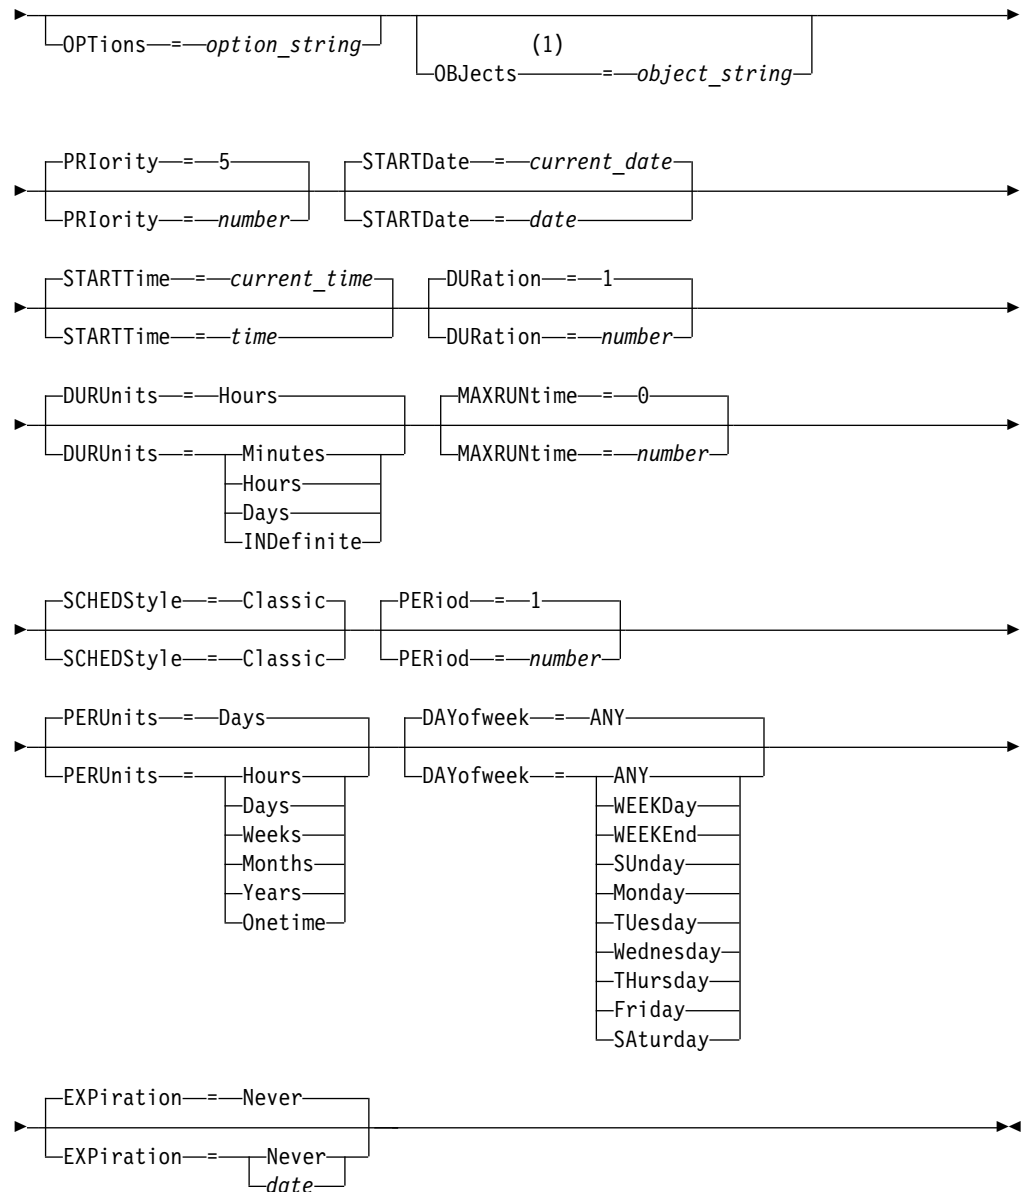 OPTions = option_string
(1)
OBJects = object_string
PRIority = 5
PRIority = number
STARTDate = current_date
STARTDate = date
STARTTime = current_time
STARTTime = time
DURation = 1
DURation = number
DURUnits = Hours
DURUnits = Minutes
Hours
Days
INDefinite
MAXRUNtime = 0
MAXRUNtime = number
SCHEDStyle = Classic
SCHEDStyle = Classic
PERiod = 1
PERiod = number
PERUnits = Days
PERUnits = Hours
Days
Weeks
Months
Years
Onetime
DAYofweek = ANY
DAYofweek = ANY
WEEKDay
WEEKEnd
SUnday
Monday
TUesday
Wednesday
THursday
Friday
SAturday
EXPiration = Never
EXPiration = Never
date